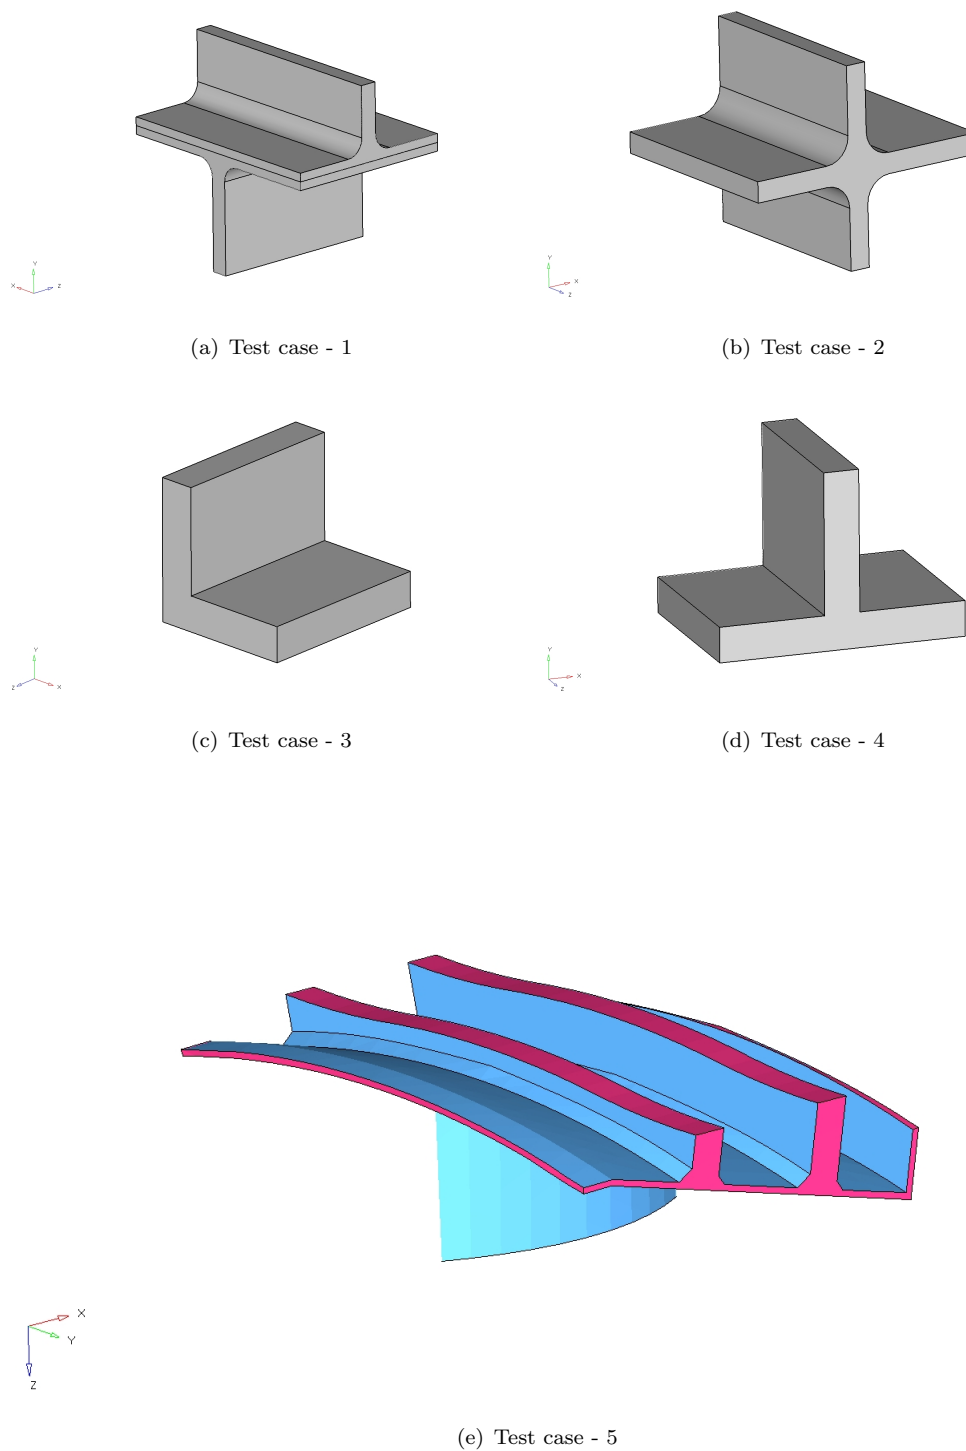 Y
X
Z
Y
X
Z
(a) Test case - 1
(b) Test case - 2
Y
Z
X
Y
X
Z
(c) Test case - 3
(d) Test case - 4
X
Y
Z
(e) Test case - 5